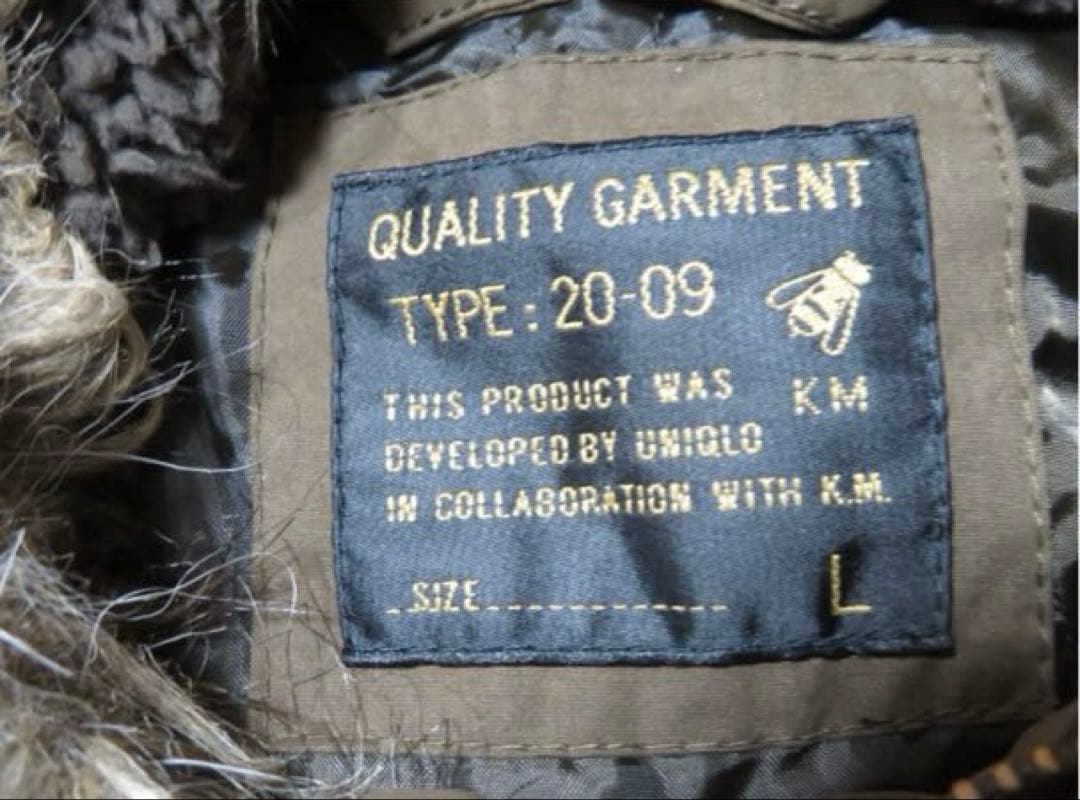 QUALITY GARMENT
TYPE : 20-09
THIS PRODUCT WAS
KM
DEVELOPED BY UNIQLO
IN COLLABORATION WITH K.M.
SIZE L